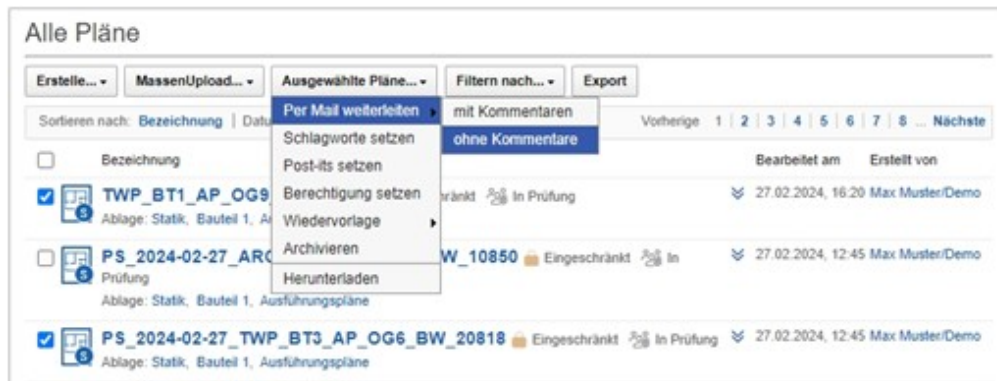 Alle Pläne
Erstelle... MassenUpload... Ausgewählte Pläne... Filtern nach... Export
Per Mail weiterleiten
mit Kommentaren
ohne Kommentare
Schlagworte setzen
Post-its setzen
Berechtigung setzen
Wiedervorlage
Archivieren
Herunterladen
Sortieren nach: Bezeichnung | Datu
Vorherige 1 | 2 | 3 | 4 | 5 | 6 | 7 | 8 ... Nächste
Bezeichnung Bearbeitet am Erstellt von
TWP_BT1_AP_OG9 ränkt In Prüfung 27.02.2024, 16:20 Max Muster/Demo
Ablage: Statik, Bauteil 1, A
PS_2024-02-27_ARC W_10850 Eingeschränkt In 27.02.2024, 12:45 Max Muster/Demo
Prüfung
Ablage: Statik, Bauteil 1, Ausführungspläne
PS_2024-02-27_TWP_BT3_AP_OG6_BW_20818 Eingeschränkt In Prüfung 27.02.2024, 12:45 Max Muster/Demo
Ablage: Statik, Bauteil 1, Ausführungspläne